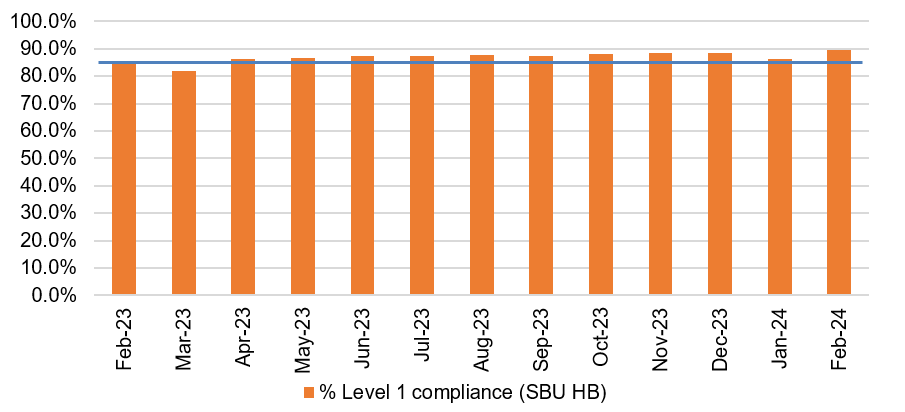 100.0%
90.0%
80.0%
70.0%
60.0%
50.0%
40.0%
30.0%
20.0%
10.0%
0.0%
Feb-23
Mar-23
Apr-23
May-23
Jun-23
Jul-23
Aug-23
Sep-23
Oct-23
Nov-23
Dec-23
Jan-24
Feb-24
% Level 1 compliance (SBU HB)